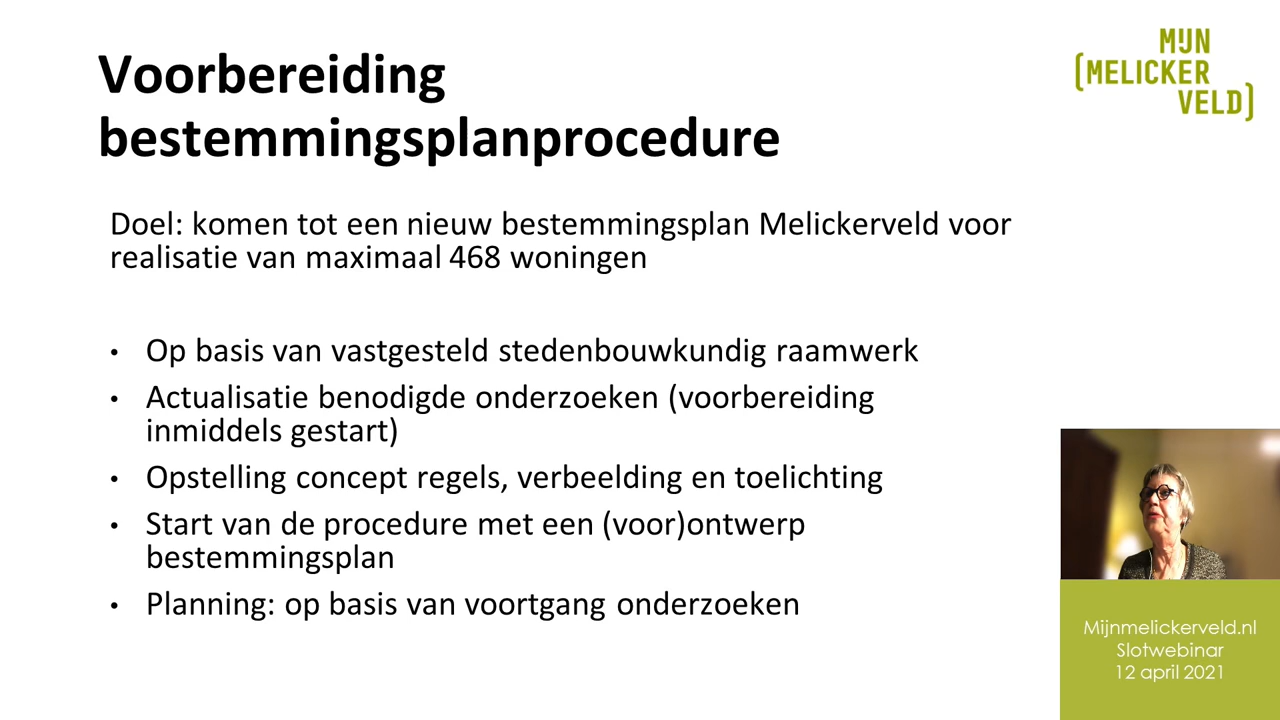 Voorbereiding
bestemmingsplanprocedure
MIJN
[MELICKER
VELD]
Doel: komen tot een nieuw bestemmingsplan Melickerveld voor
realisatie van maximaal 468 woningen
• Op basis van vastgesteld stedenbouwkundig raamwerk
• Actualisatie benodigde onderzoeken (voorbereiding
inmiddels gestart)
• Opstelling concept regels, verbeelding en toelichting
• Start van de procedure met een (voor)ontwerp
bestemmingsplan
• Planning: op basis van voortgang onderzoeken
Mijnmelickerveld.nl
Slotwebinar
12 april 2021